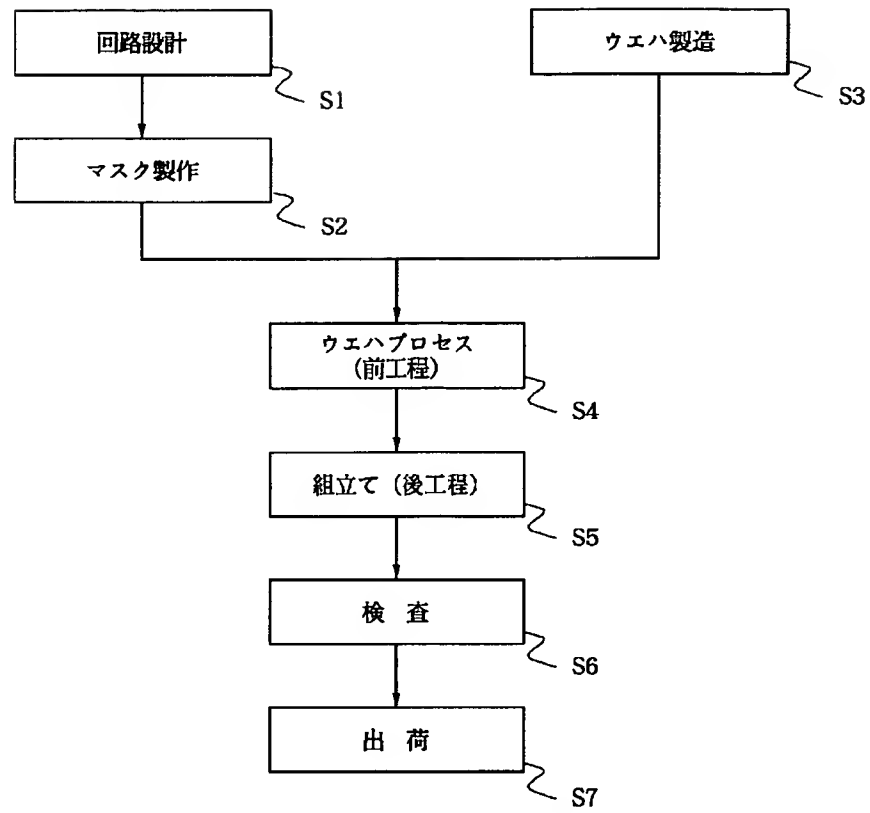 回路設計
S1
ウエハ製造
S3
マスク製作
S2
ウエハプロセス
(前工程)
S4
組立て (後工程)
S5
検 査
S6
出 荷
S7